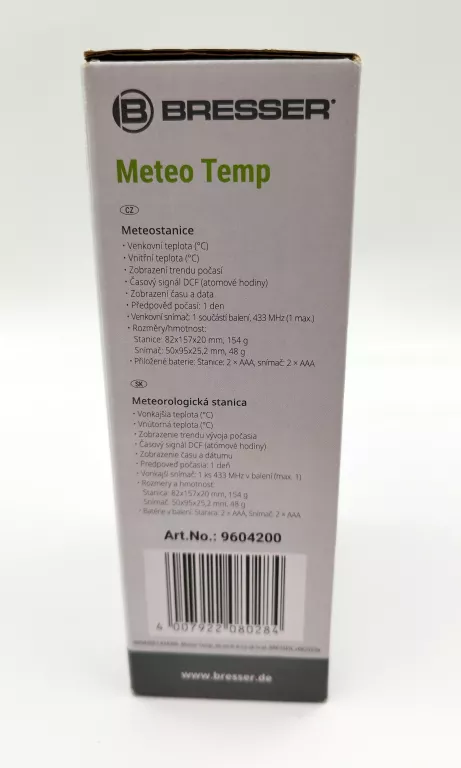 B BRESSER®
Meteo Temp
CZ
Meteostanice
• Venkovní teplota (°C)
• Vnitřní teplota (°C)
• Zobrazení trendu počasí
• Časový signál DCF (atomové hodiny)
• Zobrazení času a data
• Předpověď počasí: 1 den
• Venkovní snímač: 1 součástí balení, 433 MHz (1 max.)
• Rozměry/hmotnost:
Stanice: 82x157x20 mm, 154 g
Snímač: 50x95x25,2 mm, 48 g
• Přiložené baterie: Stanice: 2 × AAA, snímač: 2 × AAA
SK
Meteorologická stanica
• Vonkajšia teplota (°C)
• Vnútorná teplota (°C)
• Zobrazenie trendu vývoja počasia
• Časový signál DCF (atómové hodiny)
• Zobrazenie času a dátumu
• Predpoveď počasia: 1 deň
• Vonkajší snímač: 1 ks 433 MHz v balení (max. 1)
• Rozmery a hmotnosť:
Stanica: 82x157x20 mm, 154 g
Snímač: 50x95x25,2 mm, 48 g
• Batérie v balení: Stanica: 2 × AAA, Snímač: 2 × AAA
Art.No.: 9604200
4 007922 080284
www.bresser.de